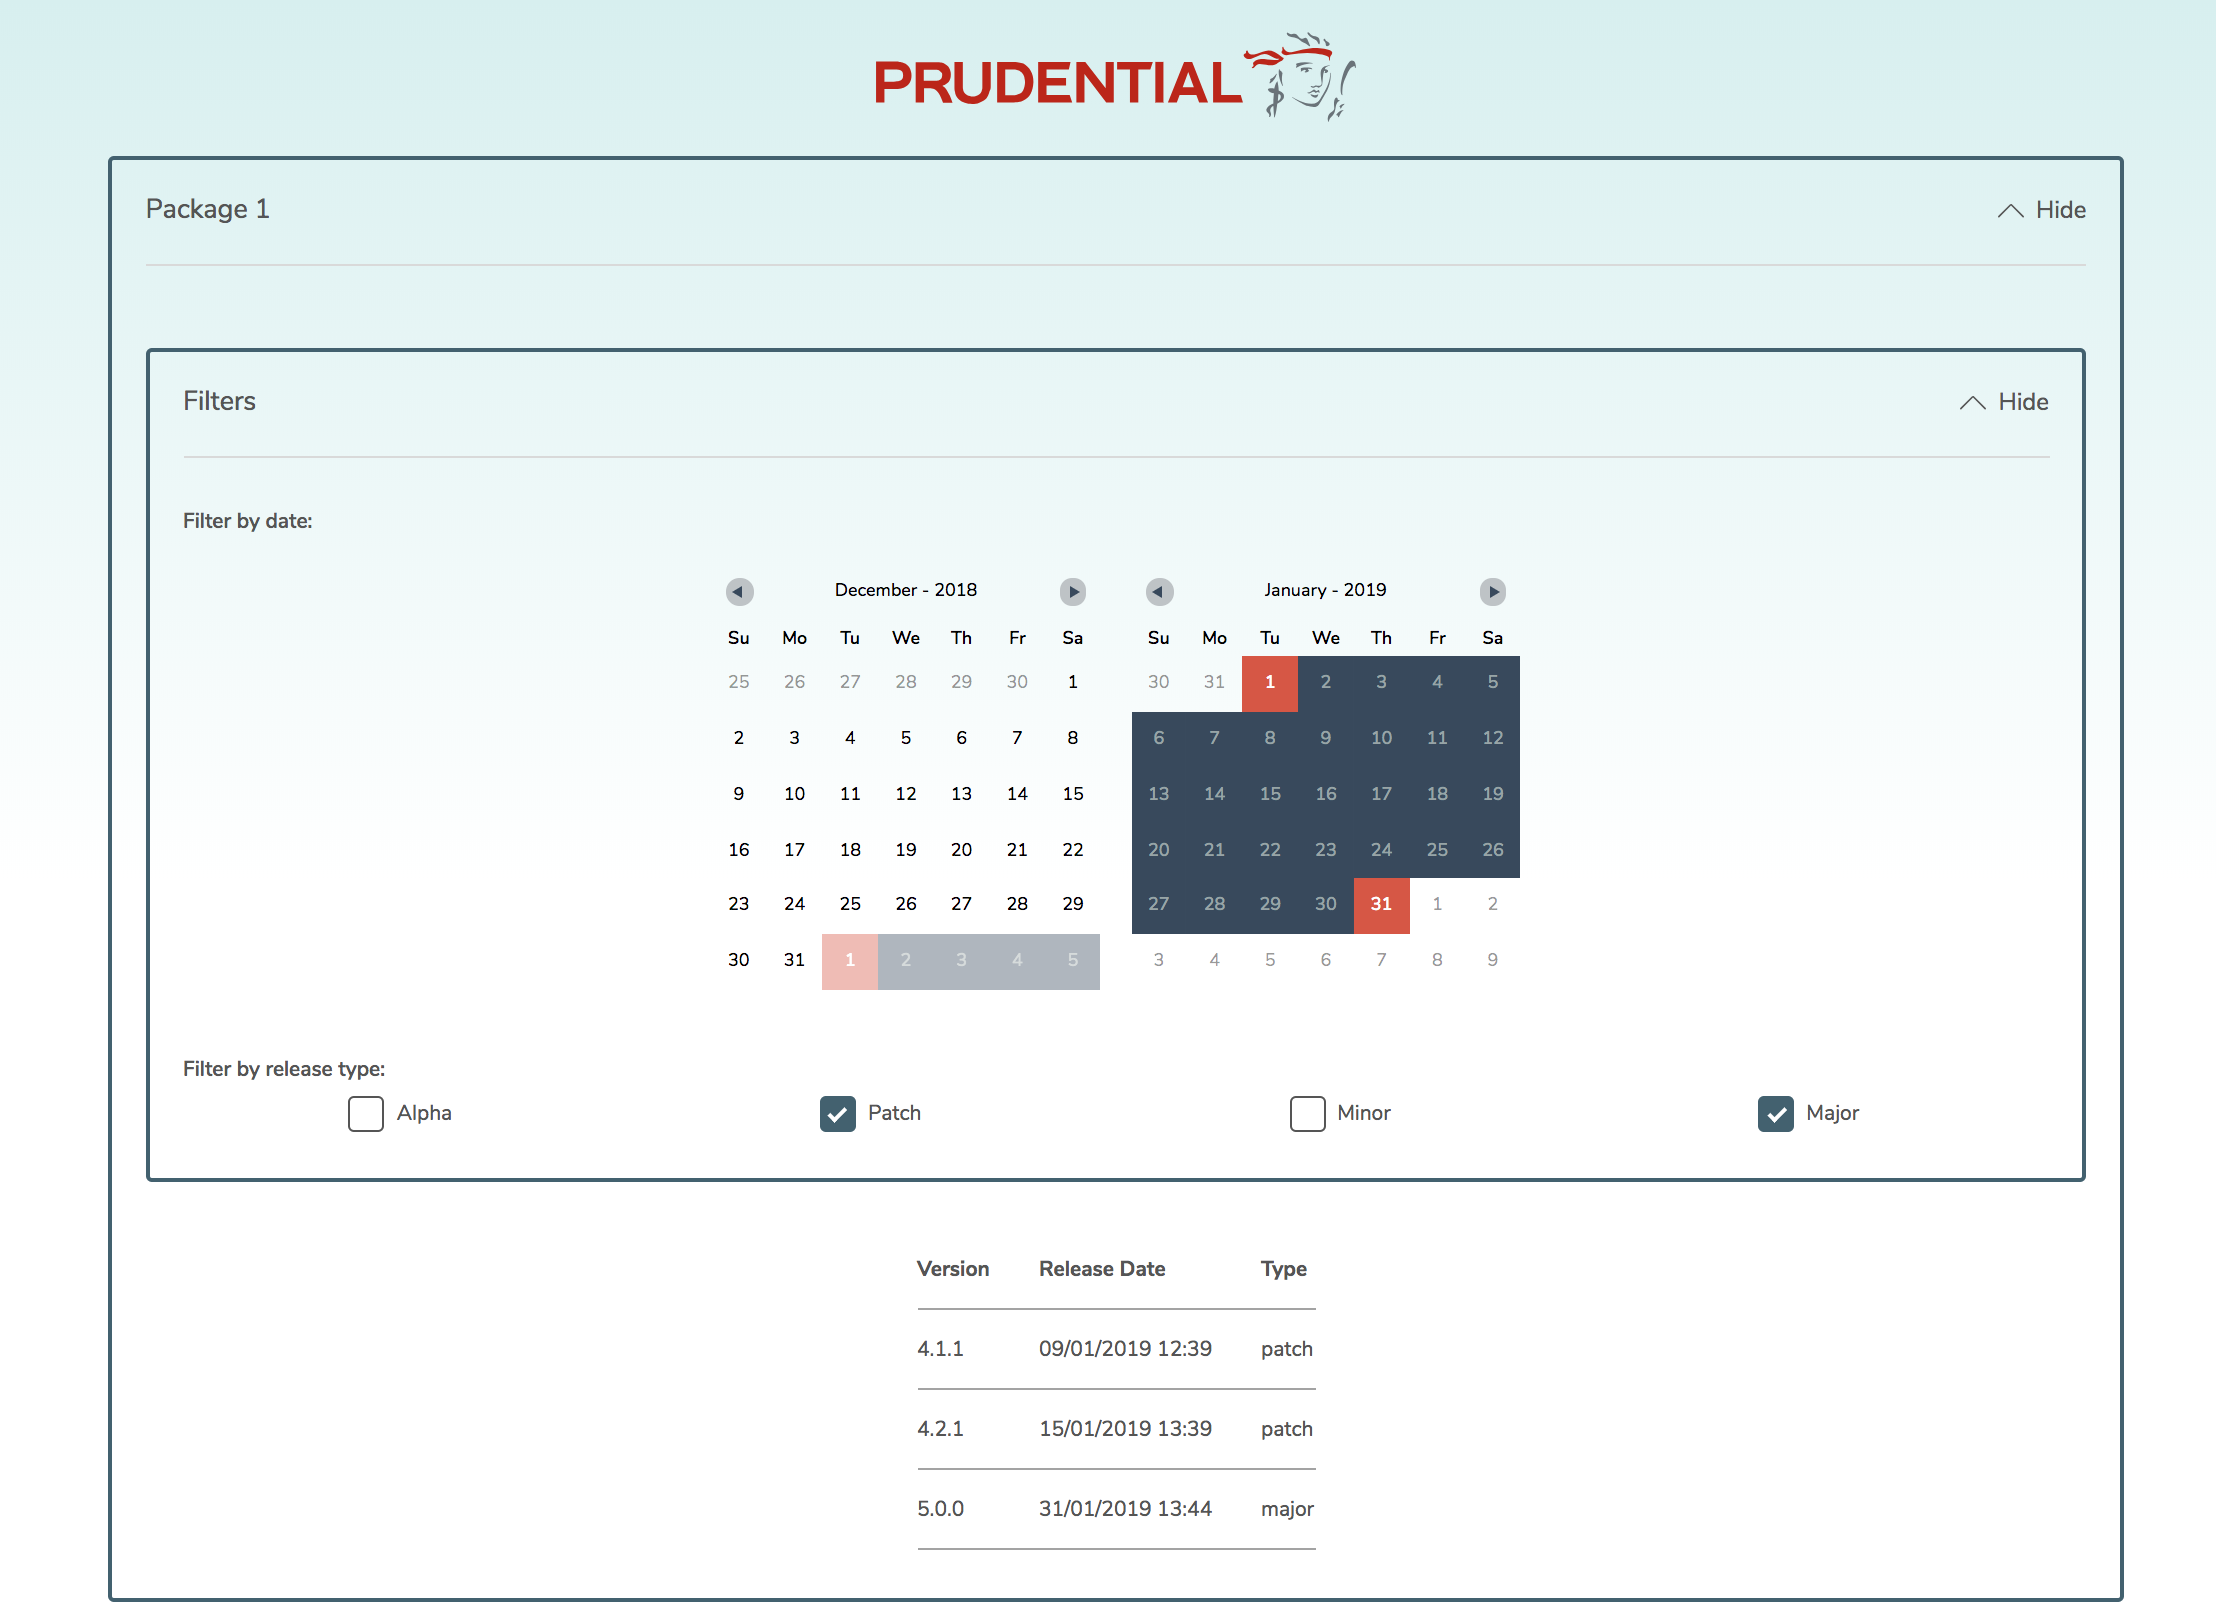 PRUDENTIAL
Package 1 Hide
Filters Hide
Filter by date:
December - 2018 January - 2019
Su Mo Tu We Th Fr Sa Su Mo Tu We Th Fr Sa
25 26 27 28 29 30 1 30 31 1 2 3 4 5
2 3 4 5 6 7 8 6 7 8 9 10 11 12
9 10 11 12 13 14 15 13 14 15 16 17 18 19
16 17 18 19 20 21 22 20 21 22 23 24 25 26
23 24 25 26 27 28 29 27 28 29 30 31 1 2
30 31 1 2 3 4 5 3 4 5 6 7 8 9
Filter by release type:
Alpha Patch Minor Major
Version Release Date Type
4.1.1 09/01/2019 12:39 patch
4.2.1 15/01/2019 13:39 patch
5.0.0 31/01/2019 13:44 major